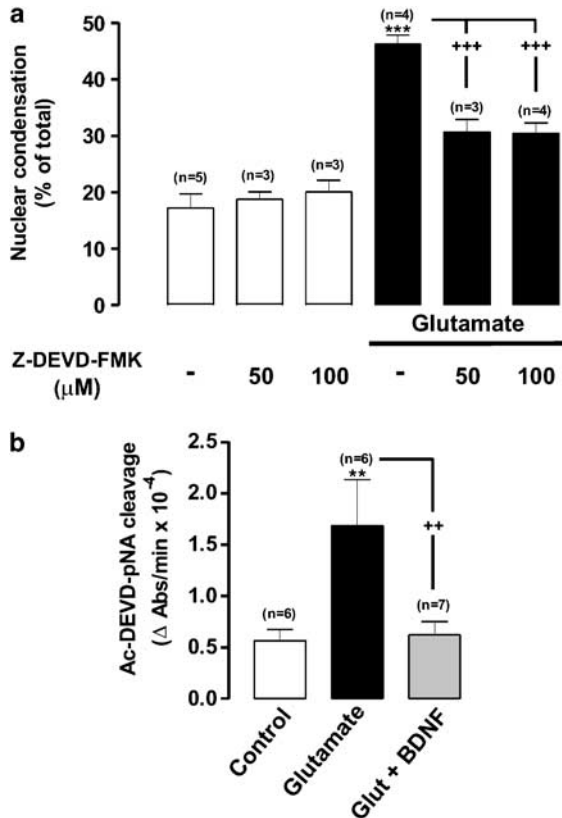 a
Nuclear condensation
(% of total)
50
40
30
20
10
0
(n=5)
(n=3)
(n=3)
(n=4)
***
+++
+++
(n=3)
(n=4)
Glutamate
Z-DEVD-FMK
(μM)
- 50 100 - 50 100
b
Ac-DEVD-pNA cleavage
(Δ Abs/min x 10⁻⁴)
2.5
2.0
1.5
1.0
0.5
0.0
(n=6)
(n=6)
**
++
(n=7)
Control
Glutamate
Glut + BDNF